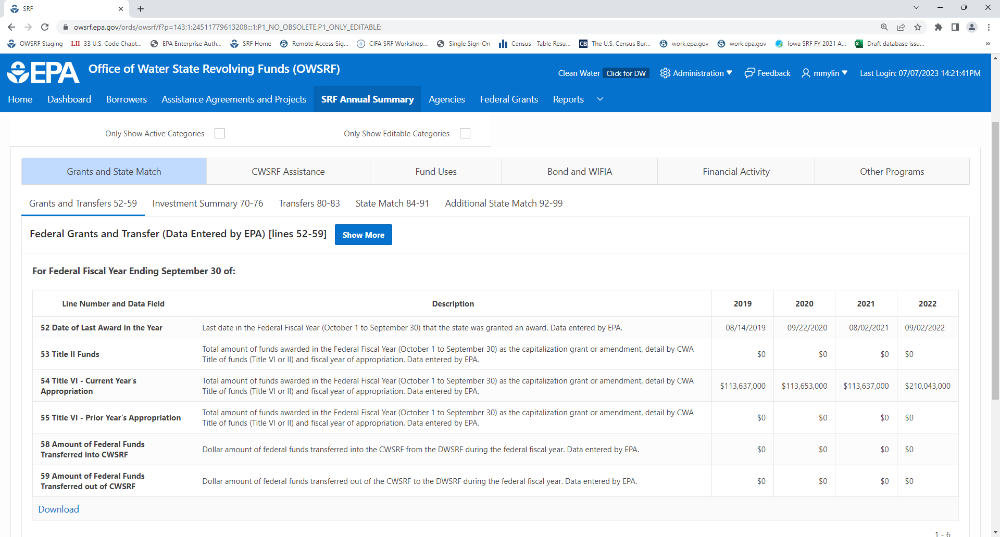 SRF
owsrf.epa.gov/ords/owsrf/f?p=143:1:24511779613208:::1:P1_NO_OBSOLETE,P1_ONLY_EDITABLE:
OWSRF Staging LII 33 U.S. Code Chapt... EPA Enterprise Auth... SRF Home Remote Access Sig... CIFA SRF Workshop... Single Sign-On Census - Table Resu... CB The U.S. Census Bur... work.epa.gov work.epa.gov Iowa SRF FY 2021 A... Draft database issu... »
EPA Office of Water State Revolving Funds (OWSRF)
Clean Water Click for DW Administration Feedback mmylin Last Login: 07/07/2023 14:21:41PM
Home Dashboard Borrowers Assistance Agreements and Projects SRF Annual Summary Agencies Federal Grants Reports
Only Show Active Categories Only Show Editable Categories
Grants and State Match CWSRF Assistance Fund Uses Bond and WIFIA Financial Activity Other Programs
Grants and Transfers 52-59 Investment Summary 70-76 Transfers 80-83 State Match 84-91 Additional State Match 92-99
Federal Grants and Transfer (Data Entered by EPA) [lines 52-59] Show More
For Federal Fiscal Year Ending September 30 of:
Line Number and Data Field Description 2019 2020 2021 2022
52 Date of Last Award in the Year Last date in the Federal Fiscal Year (October 1 to September 30) that the state was granted an award. Data entered by EPA. 08/14/2019 09/22/2020 08/02/2021 09/02/2022
53 Title II Funds Total amount of funds awarded in the Federal Fiscal Year (October 1 to September 30) as the capitalization grant or amendment, detail by CWA
Title of funds (Title VI or II) and fiscal year of appropriation. Data entered by EPA. $0 $0 $0 $0
54 Title VI - Current Year's
Appropriation
Total amount of funds awarded in the Federal Fiscal Year (October 1 to September 30) as the capitalization grant or amendment, detail by CWA
Title of funds (Title VI or II) and fiscal year of appropriation. Data entered by EPA. $113,637,000 $113,653,000 $113,637,000 $210,043,000
55 Title VI - Prior Year's Appropriation Total amount of funds awarded in the Federal Fiscal Year (October 1 to September 30) as the capitalization grant or amendment, detail by CWA
Title of funds (Title VI or II) and fiscal year of appropriation. Data entered by EPA. $0 $0 $0 $0
58 Amount of Federal Funds
Transferred into CWSRF
Dollar amount of federal funds transferred into the CWSRF from the DWSRF during the federal fiscal year. Data entered by EPA. $0 $0 $0 $0
59 Amount of Federal Funds
Transferred out of CWSRF
Dollar amount of federal funds transferred out of the CWSRF to the DWSRF during the federal fiscal year. Data entered by EPA. $0 $0 $0 $0
Download
1 - 6